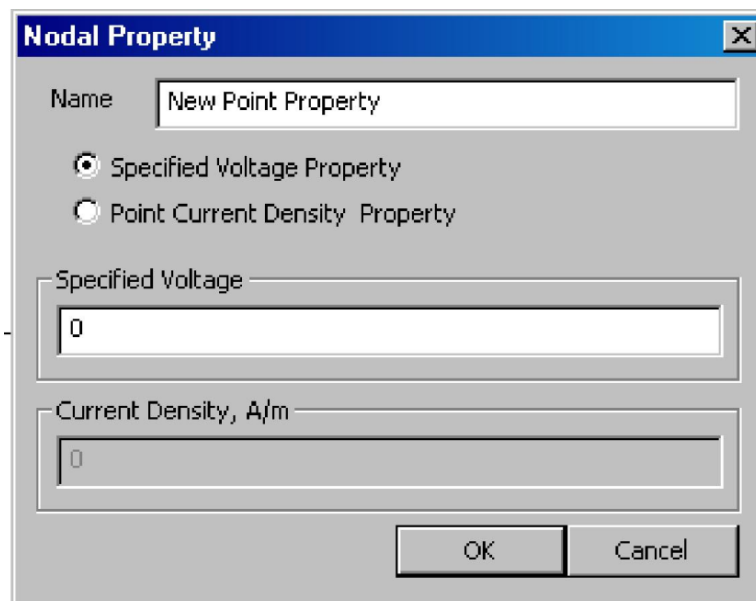 Nodal Property
Name New Point Property
Specified Voltage Property
Point Current Density Property
Specified Voltage
0
Current Density, A/m
0
OK Cancel